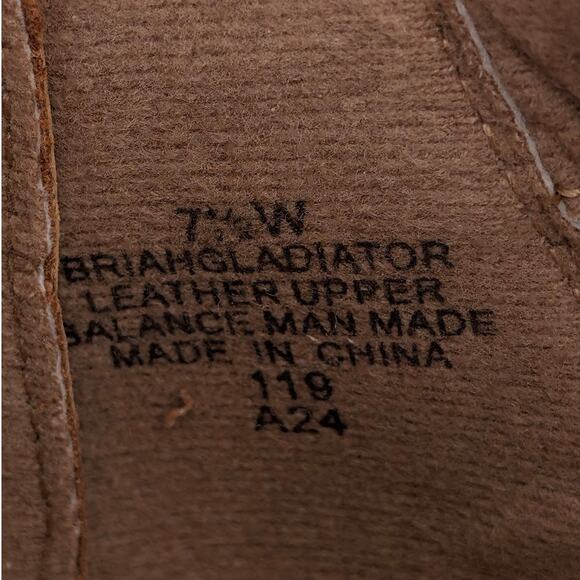 7½W
BRIAHGLADIATOR
LEATHER UPPER
BALANCE MAN MADE
MADE IN CHINA
119
A24